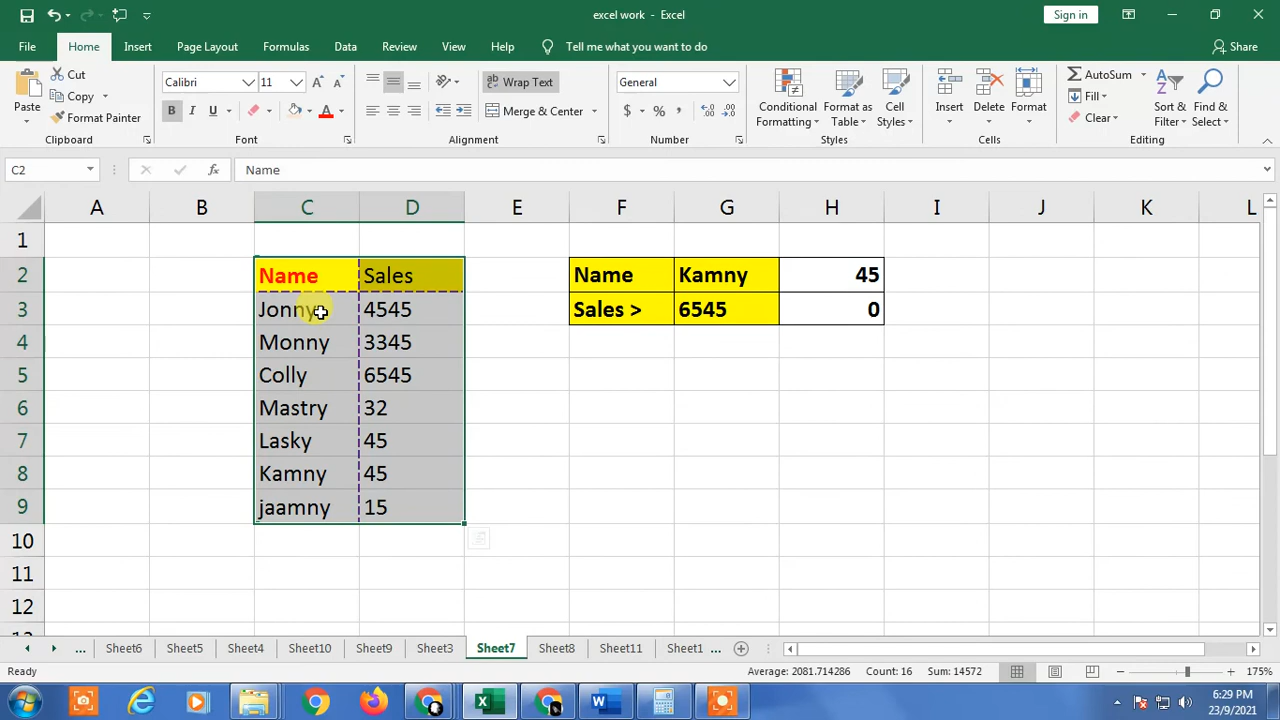 excel work - Excel
Sign in
File Home Insert Page Layout Formulas Data Review View Help Tell me what you want to do Share
Paste Cut Copy Format Painter Clipboard
Calibri 11 B I U A Font
Wrap Text Merge & Center Alignment
General $ % , Number
Conditional Formatting Format as Table Cell Styles Styles
Insert Delete Format Cells
AutoSum Fill Clear Sort & Filter Find & Select Editing
C2 fx Name
A B C D E F G H I J K L
1
2 Name Sales Name Kamny 45
3 Jonny 4545 Sales > 6545 0
4 Monny 3345
5 Colly 6545
6 Mastry 32
7 Lasky 45
8 Kamny 45
9 jaamny 15
10
11
12
... Sheet6 Sheet5 Sheet4 Sheet10 Sheet9 Sheet3 Sheet7 Sheet8 Sheet11 Sheet1 ...
Ready Average: 2081.714286 Count: 16 Sum: 14572 175%
6:29 PM
23/9/2021